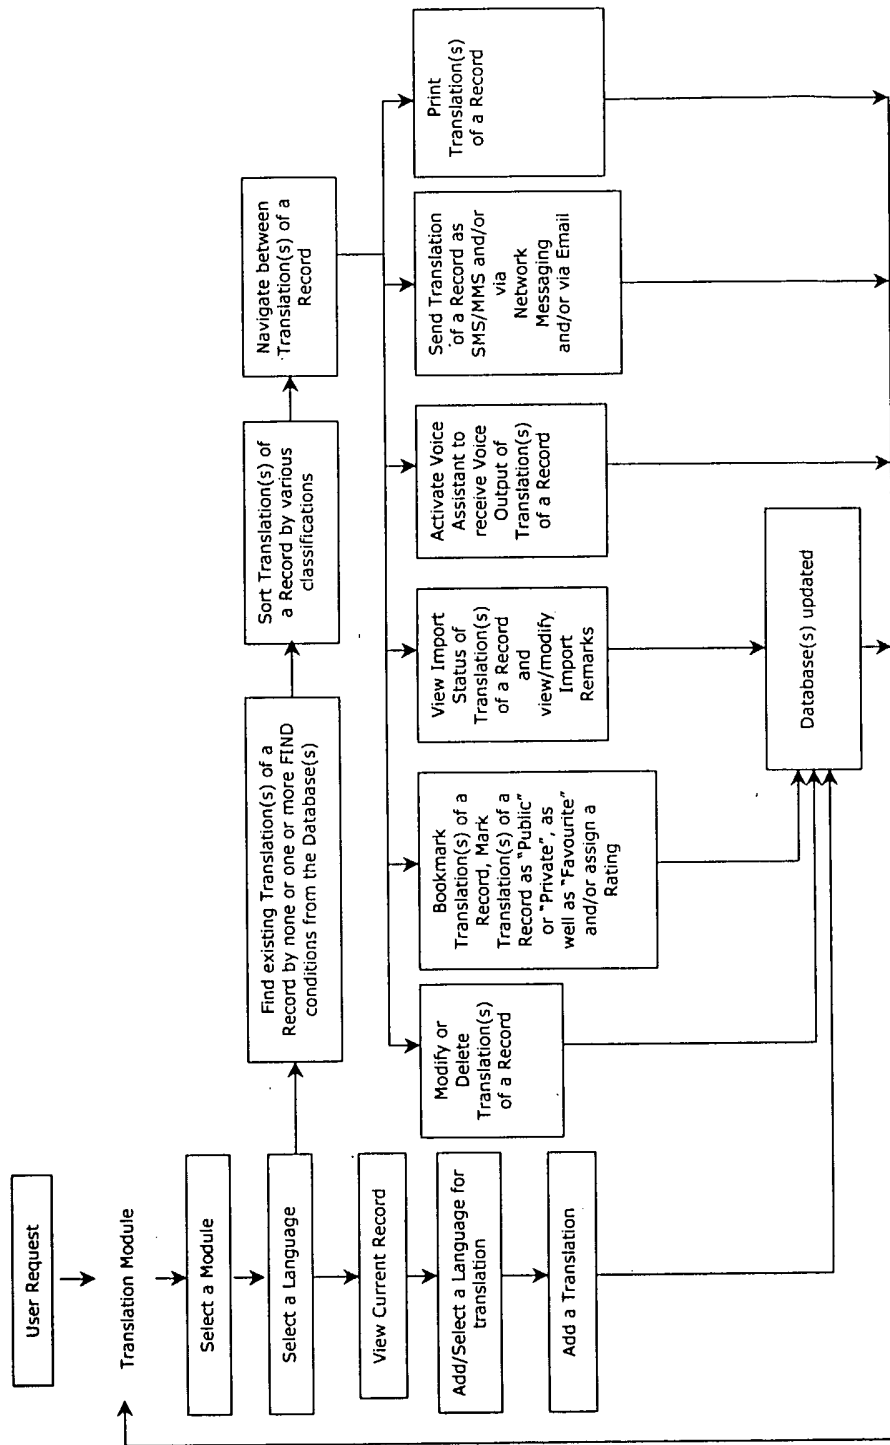 User Request
Translation Module
Select a Module
Select a Language
View Current Record
Add/Select a Language for
translation
Add a Translation
Find existing Translation(s) of a
Record by none or one or more FIND
conditions from the Database(s)
Sort Translation(s) of
a Record by various
classifications
Navigate between
Translation(s) of a
Record
Modify or
Delete
Translation(s)
of a Record
Bookmark
Translation(s) of a
Record, Mark
Translation(s) of a
Record as "Public"
or "Private", as
well as "Favourite"
and/or assign a
Rating
View Import
Status of
Translation(s)
of a Record
and
view/modify
Import
Remarks
Activate Voice
Assistant to
receive Voice
Output of
Translation(s)
of a Record
Send Translation
of a Record as
SMS/MMS and/or
via
Network
Messaging
and/or via Email
Print
Translation(s)
of a Record
Database(s) updated